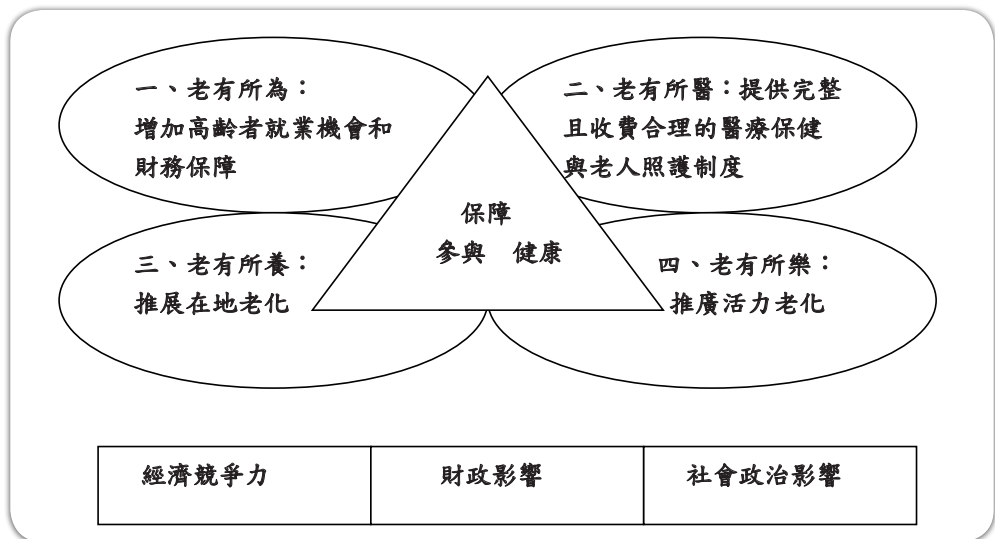 一、老有所為：
增加高齡者就業機會和
財務保障
二、老有所醫：提供完整
且收費合理的醫療保健
與老人照護制度
保障
參與　健康
三、老有所養：
推展在地老化
四、老有所樂：
推廣活力老化
經濟競爭力
財政影響
社會政治影響